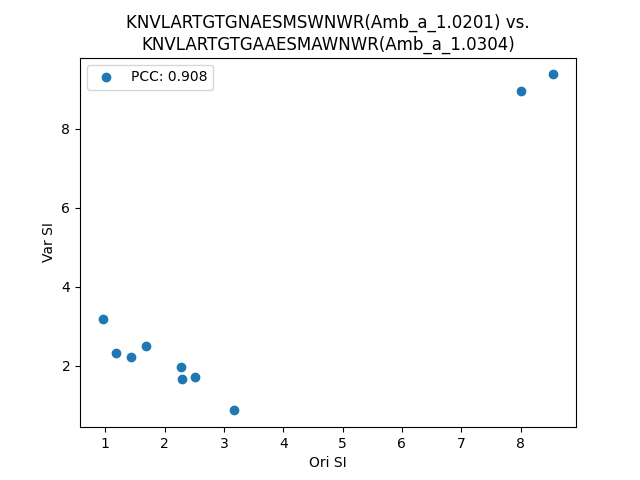 KNVLARTGTGNAESMSWNWR(Amb_a_1.0201) vs.
KNVLARTGTGAAESMAWNWR(Amb_a_1.0304)
PCC: 0.908
8
6
4
2
Var SI
1 2 3 4 5 6 7 8
Ori SI